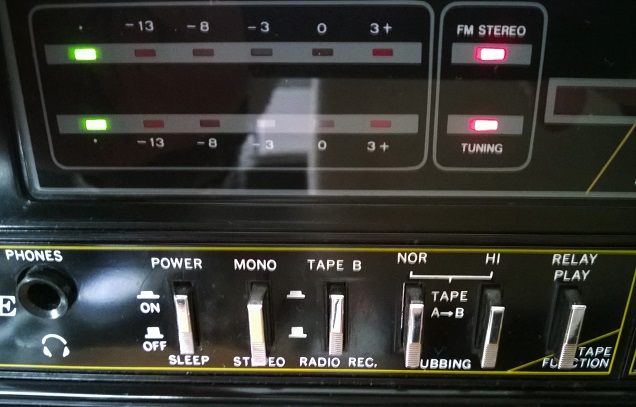 · -13 -8 -3 0 3+
FM STEREO
· -13 -8 -3 0 3+
TUNING
PHONES
POWER
ON
OFF
SLEEP
MONO
STEREO
TAPE B
RADIO REC.
NOR HI
TAPE
A→B
UBBING
RELAY
PLAY
TAPE
FUNCTION
E